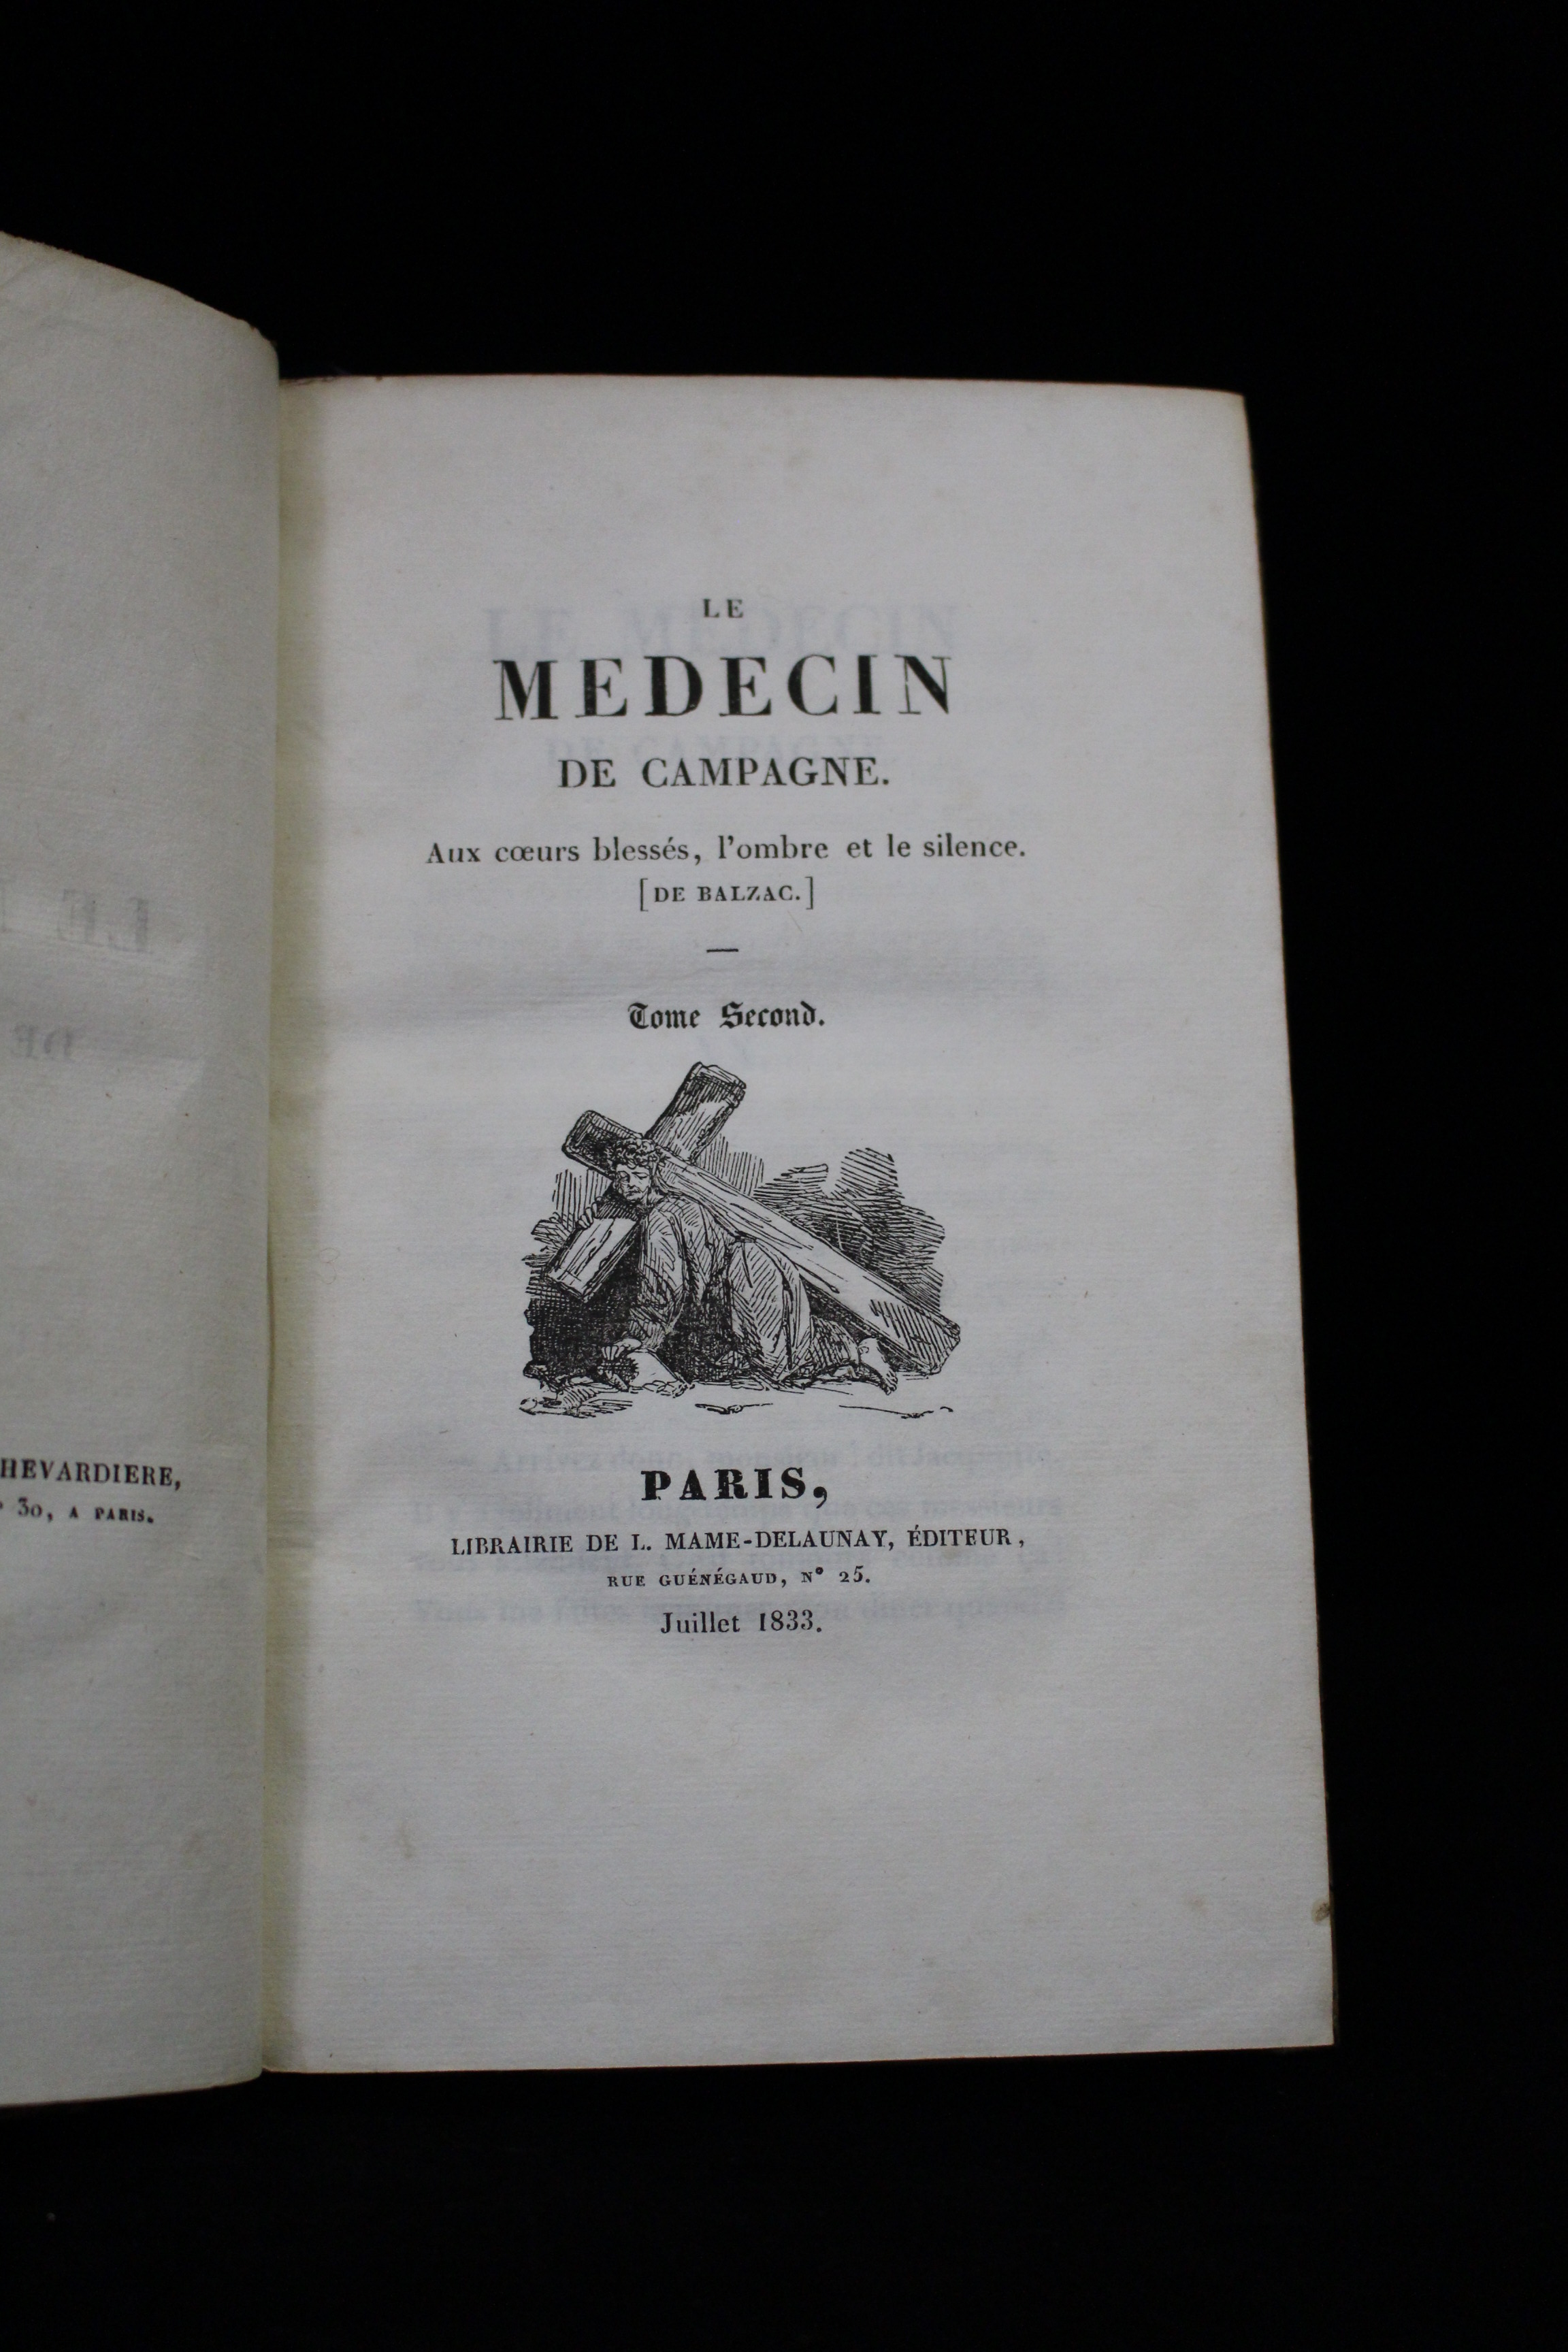 HEVARDIERE,
30, A PARIS.
LE
MEDECIN
DE CAMPAGNE.
Aux cœurs blessés, l'ombre et le silence.
[DE BALZAC.]
Tome Second.
PARIS,
LIBRAIRIE DE L. MAME-DELAUNAY, ÉDITEUR,
RUE GUÉNÉGAUD, N° 25.
Juillet 1833.